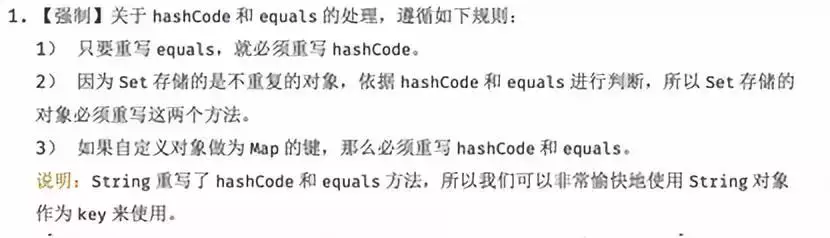 1. 【强制】关于 hashCode 和 equals 的处理，遵循如下规则：
1） 只要重写 equals，就必须重写 hashCode。
2） 因为 Set 存储的是不重复的对象，依据 hashCode 和 equals 进行判断，所以 Set 存储的
对象必须重写这两个方法。
3） 如果自定义对象做为 Map 的键，那么必须重写 hashCode 和 equals。
说明：String 重写了 hashCode 和 equals 方法，所以我们可以非常愉快地使用 String 对象
作为 key 来使用。